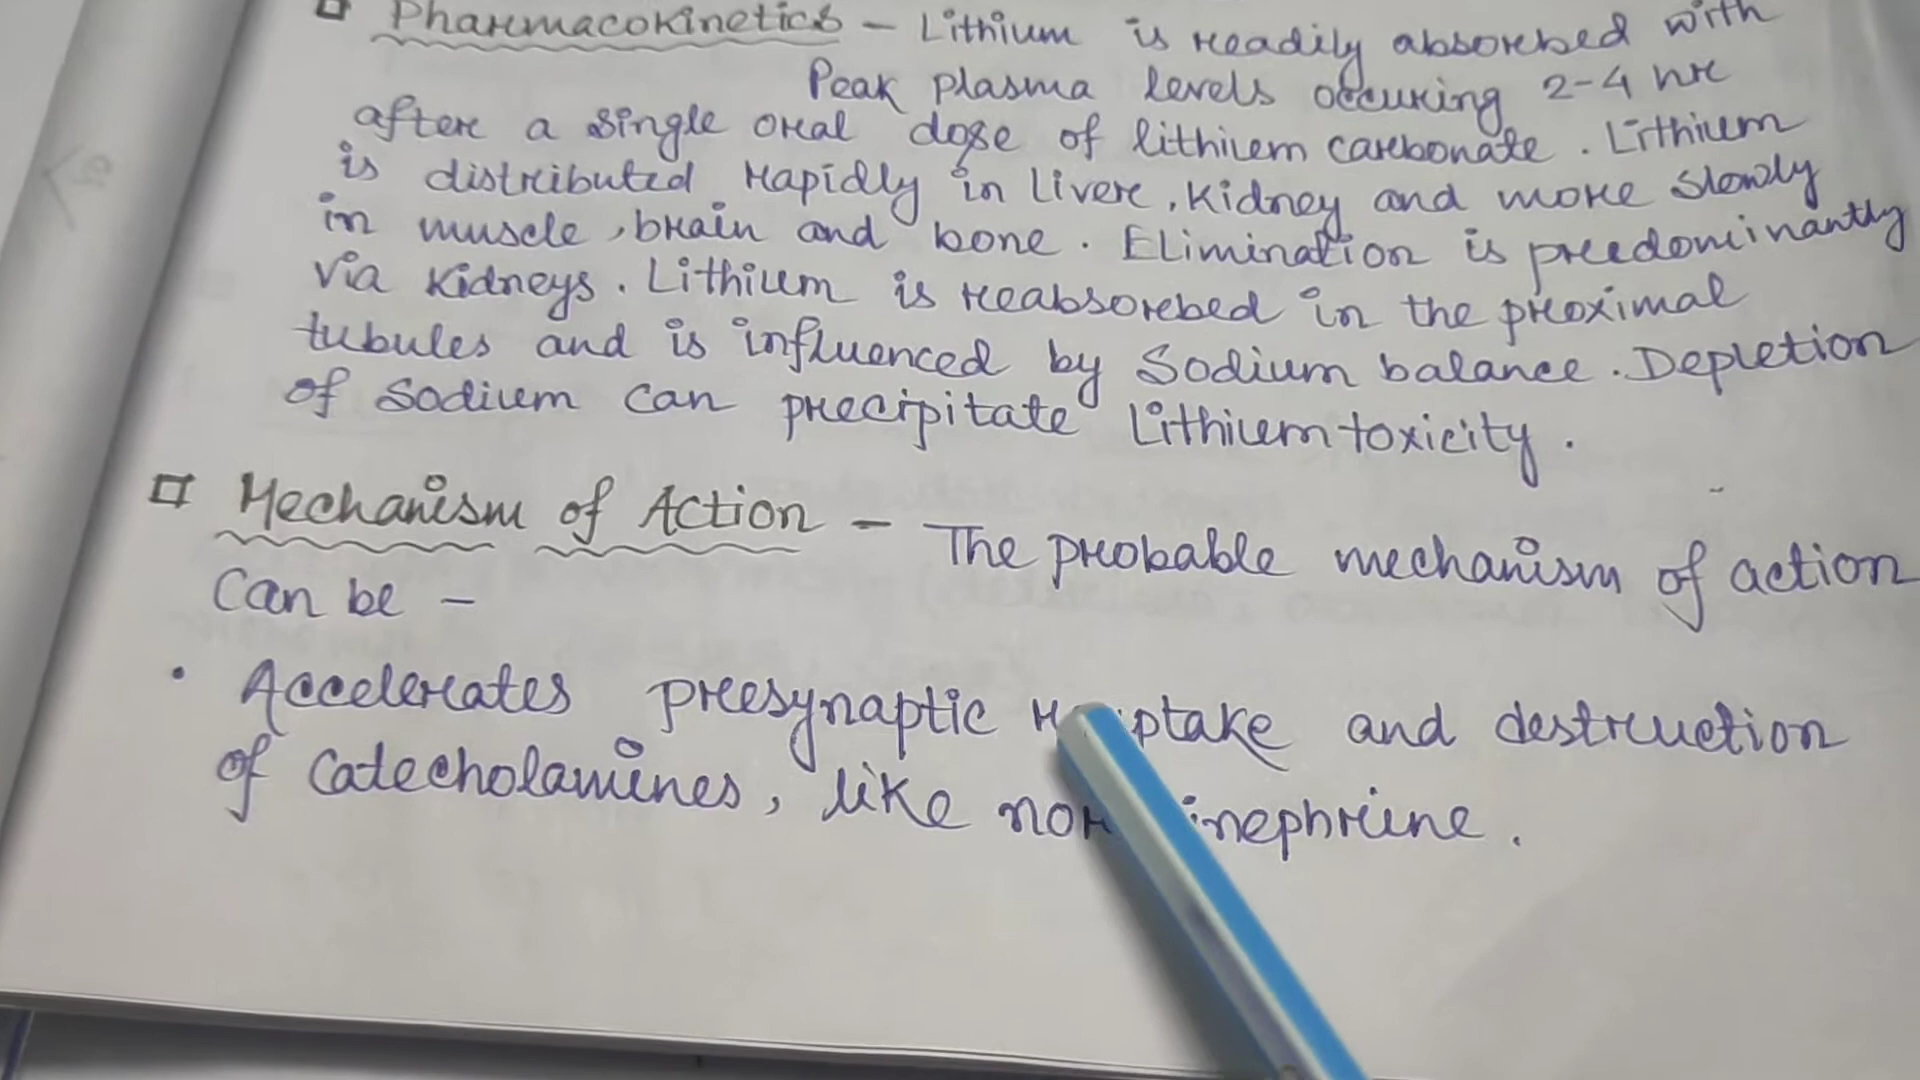 Pharmacokinetics - Lithium is readily absorbed with
Peak plasma levels occuring 2-4 hr
after a single oral dose of lithium carbonate. Lithium
is distributed rapidly in liver, kidney and more slowly
in muscle, brain and bone. Elimination is predominantly
via kidneys. Lithium is reabsorbed in the proximal
tubules and is influenced by Sodium balance. Depletion
of sodium can precipitate Lithium toxicity.
Mechanism of Action - The probable mechanism of action
Can be -
• Accelerates presynaptic and destruction
of catecholamines, like